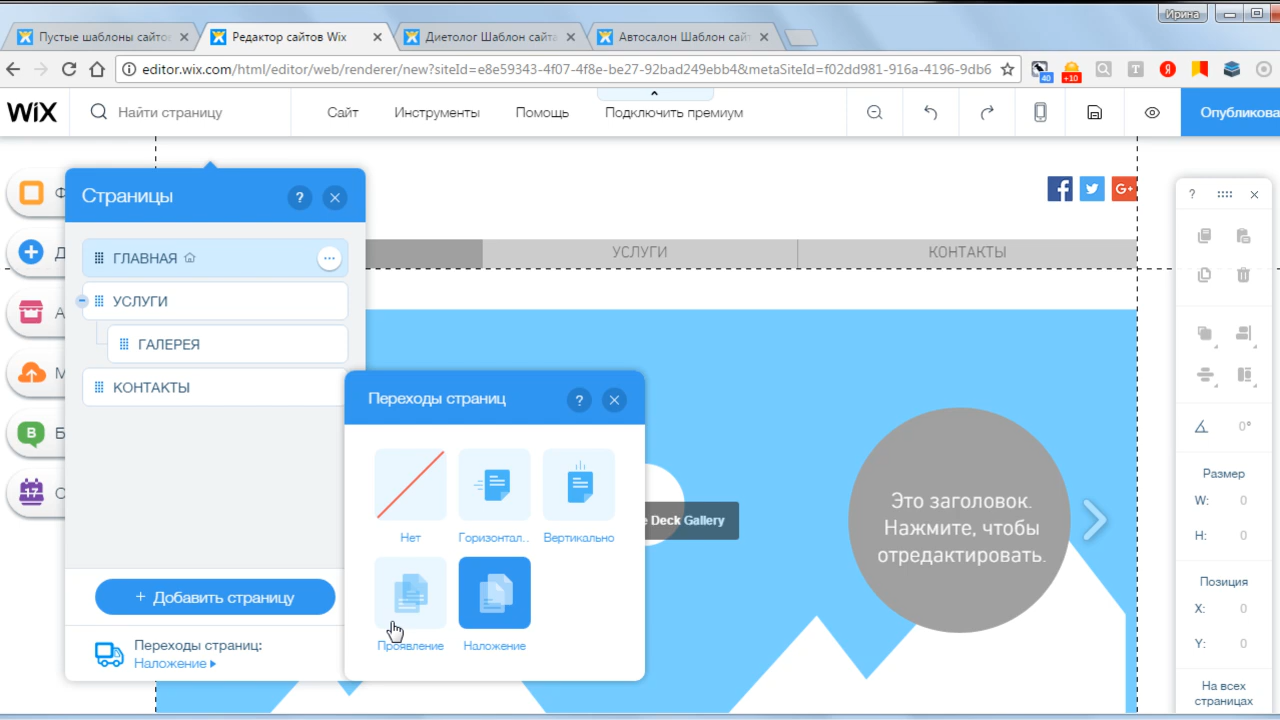 Ирина
Пустые шаблоны сайтов
Редактор сайтов Wix
Диетолог Шаблон сайта
Автосалон Шаблон сайт
editor.wix.com/html/editor/web/renderer/new?siteId=e8e59343-4f07-4f8e-be27-92bad249ebb4&metaSiteId=f02dd981-916a-4196-9db6
40
+10
T
Я
WiX
Найти страницу
Сайт
Инструменты
Помощь
Подключить премиум
Опубликова
Страницы
?
Ф
ГЛАВНАЯ
УСЛУГИ
КОНТАКТЫ
Д
УСЛУГИ
А
ГАЛЕРЕЯ
М
КОНТАКТЫ
B
Б
17
О
G+
?
Переходы страниц
?
Нет
Горизонтал..
Вертикально
Проявление
Наложение
e Deck Gallery
Это заголовок.
Нажмите, чтобы
отредактировать.
+ Добавить страницу
Переходы страниц:
Наложение
0°
Размер
W: 0
H: 0
Позиция
X: 0
Y: 0
На всех
страницах